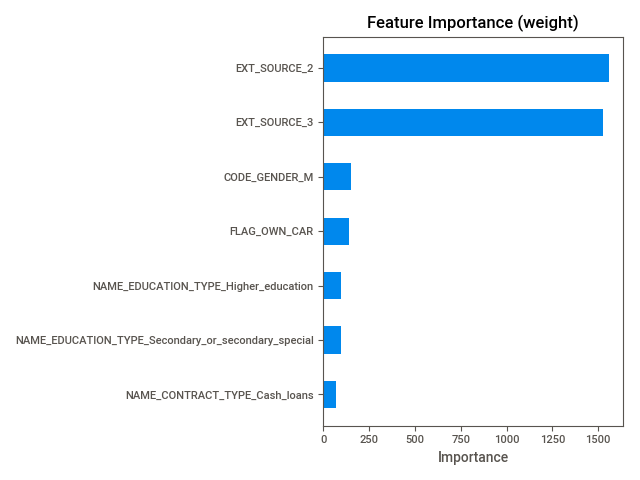 Feature Importance (weight)
EXT_SOURCE_2
EXT_SOURCE_3
CODE_GENDER_M
FLAG_OWN_CAR
NAME_EDUCATION_TYPE_Higher_education
NAME_EDUCATION_TYPE_Secondary_or_secondary_special
NAME_CONTRACT_TYPE_Cash_loans
0 250 500 750 1000 1250 1500
Importance